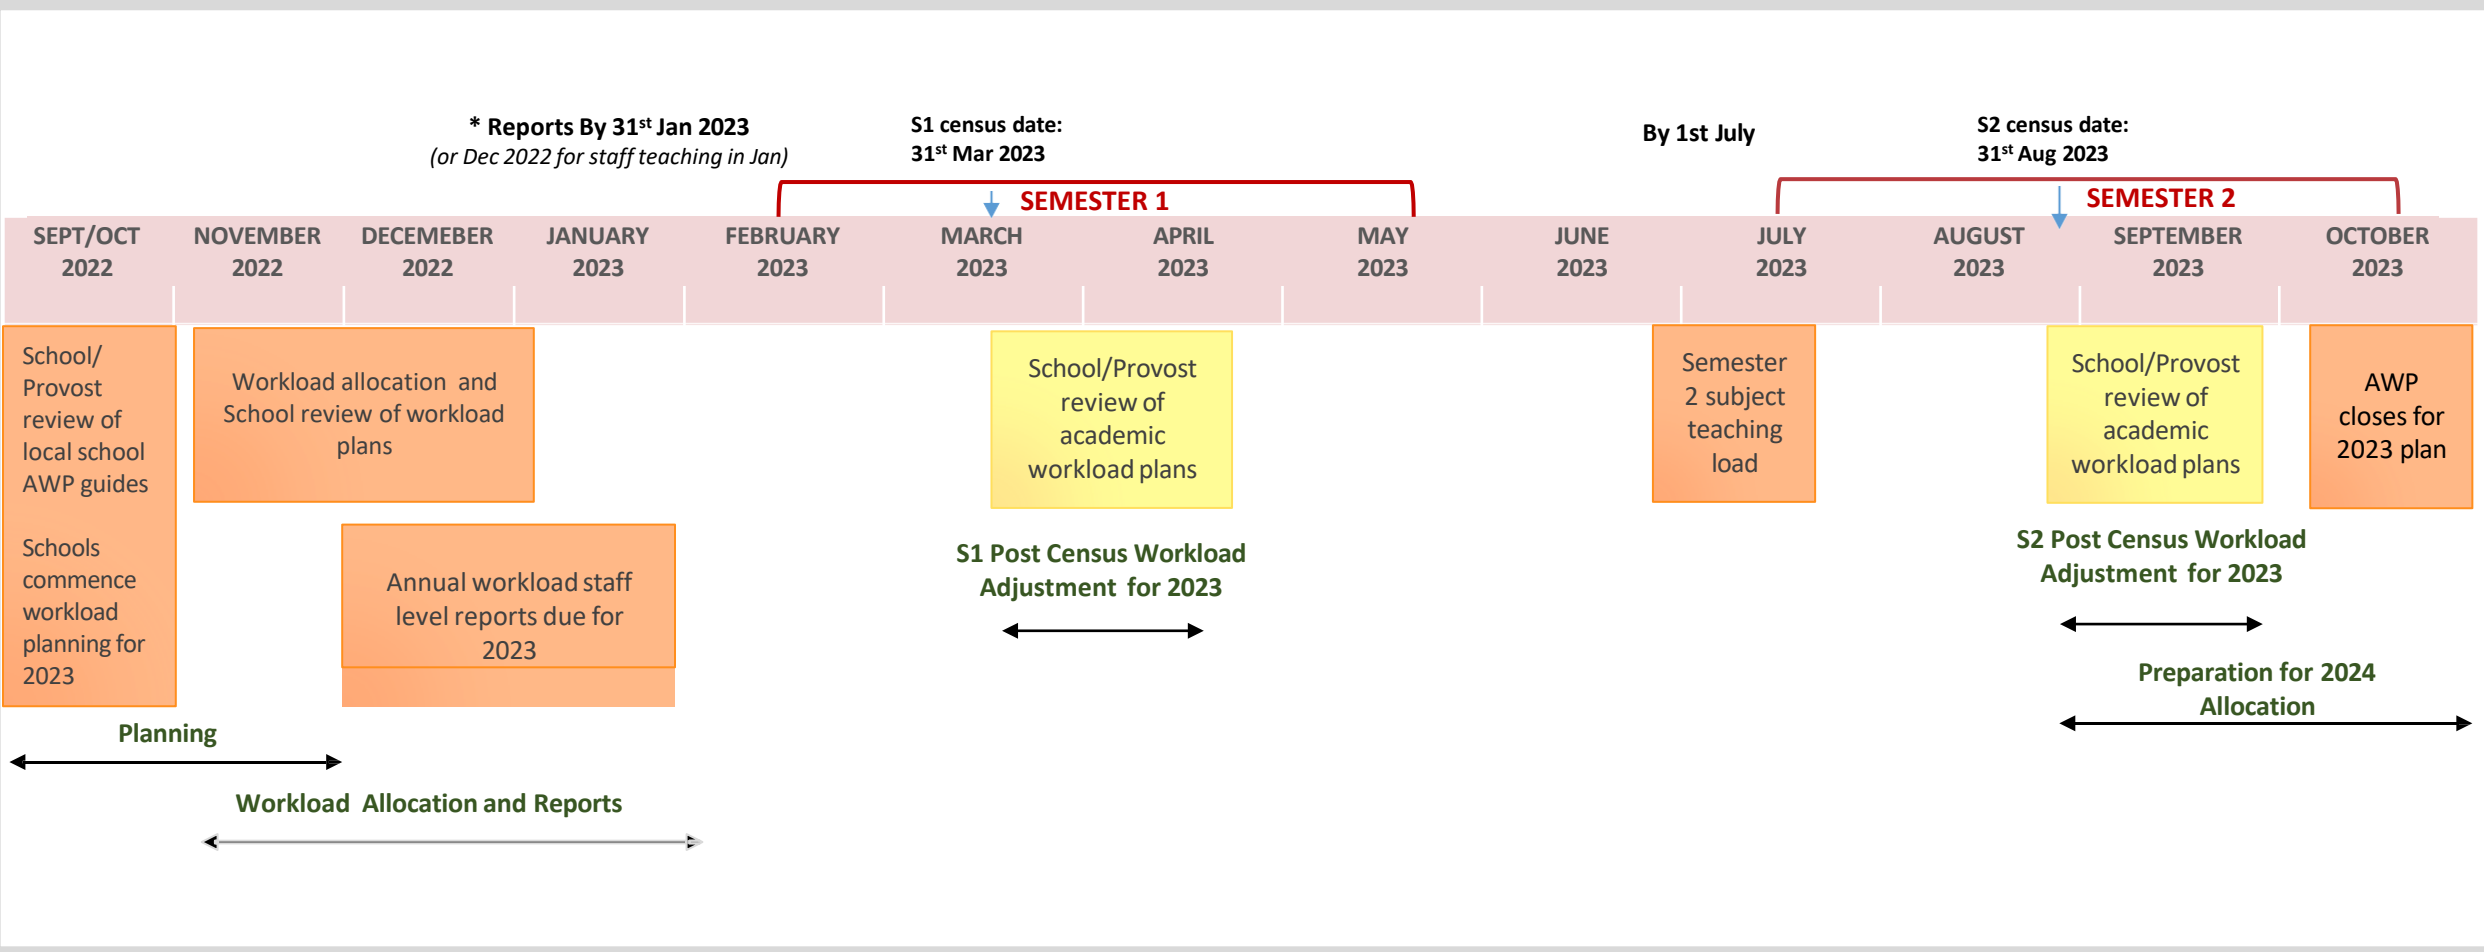 * Reports By 31st Jan 2023
(or Dec 2022 for staff teaching in Jan)
S1 census date:
31st Mar 2023
By 1st July
S2 census date:
31st Aug 2023
SEMESTER 1
SEMESTER 2
SEPT/OCT
2022
NOVEMBER
2022
DECEMEBER
2022
JANUARY
2023
FEBRUARY
2023
MARCH
2023
APRIL
2023
MAY
2023
JUNE
2023
JULY
2023
AUGUST
2023
SEPTEMBER
2023
OCTOBER
2023
School/
Provost
review of
local school
AWP guides
Schools
commence
workload
planning for
2023
Workload allocation and
School review of workload
plans
Annual workload staff
level reports due for
2023
School/Provost
review of
academic
workload plans
S1 Post Census Workload
Adjustment for 2023
Semester
2 subject
teaching
load
School/Provost
review of
academic
workload plans
S2 Post Census Workload
Adjustment for 2023
AWP
closes for
2023 plan
Preparation for 2024
Allocation
Planning
Workload Allocation and Reports